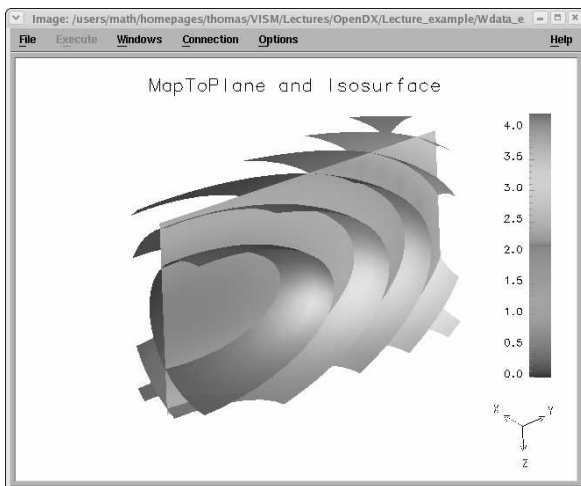 Image: /users/math/homepages/thomas/VISM/Lectures/OpenDX/Lecture_example/Wdata_e
File Execute Windows Connection Options Help
MapToPlane and Isosurface
4.0
3.5
3.0
2.5
2.0
1.5
1.0
0.5
0.0
X Y
Z